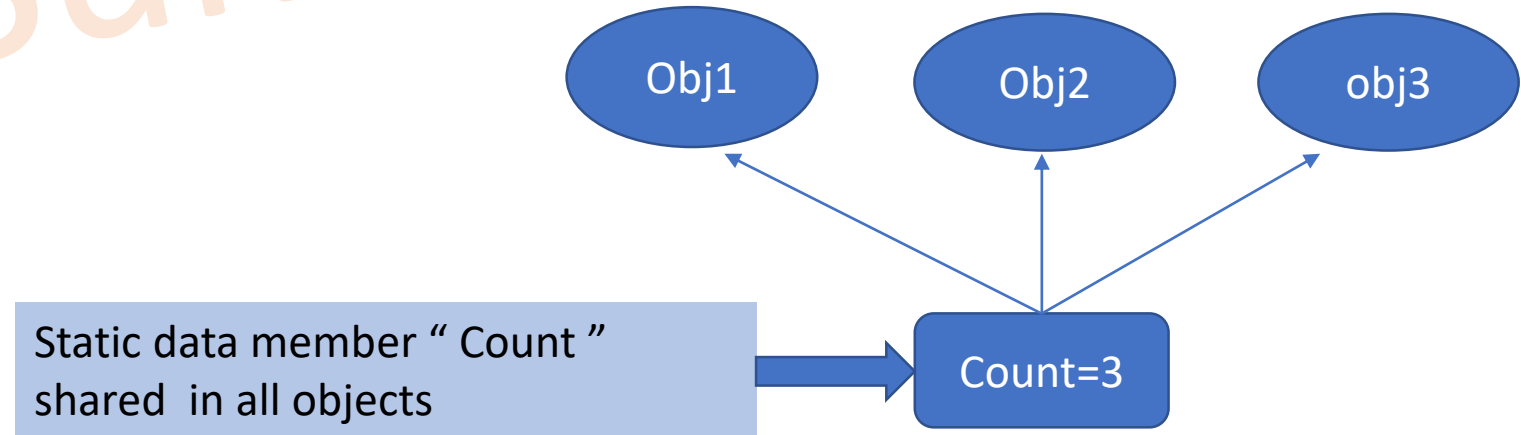 Obj1
Obj2
obj3
Static data member “ Count ”
shared in all objects
Count=3